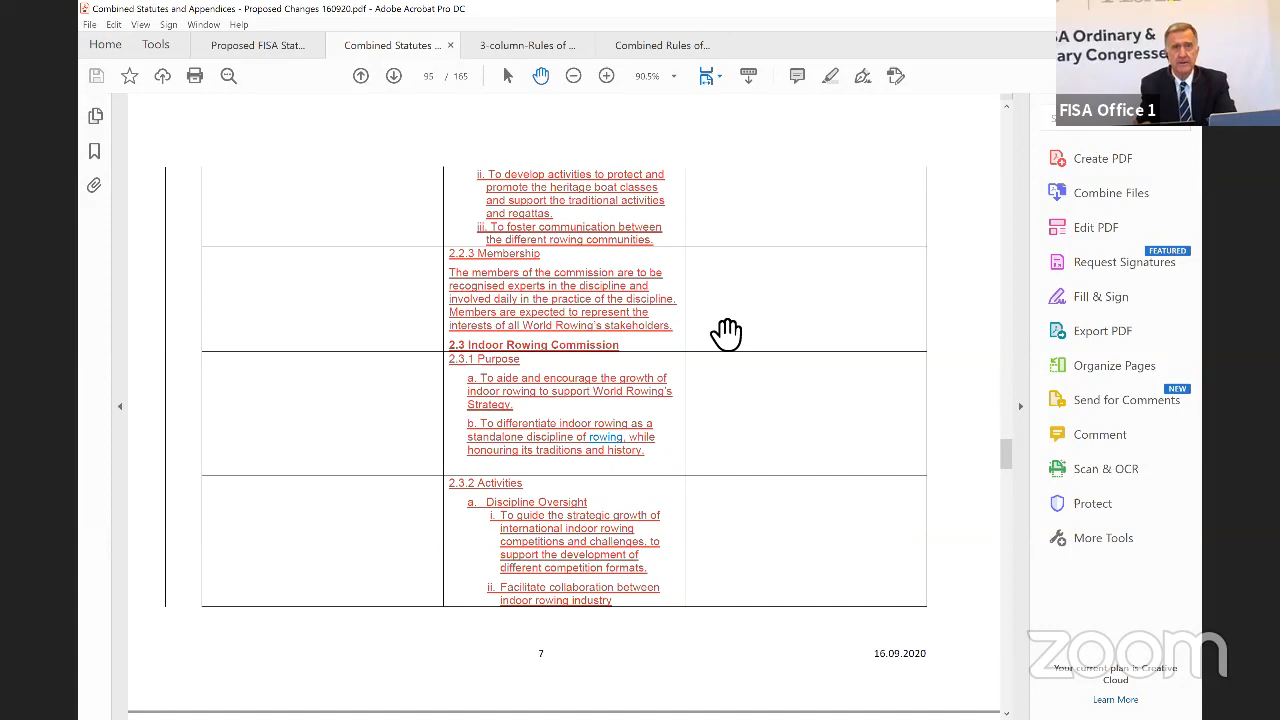 Combined Statutes and Appendices - Proposed Changes 160920.pdf - Adobe Acrobat Pro DC
File Edit View Sign Window Help
Home Tools Proposed FISA Stat... Combined Statutes ... × 3-column-Rules of ... Combined Rules of...
95 / 165 90.5%
SA Ordinary &
ary Congresse
FISA Office 1
ii. To develop activities to protect and
promote the heritage boat classes
and support the traditional activities
and regattas.
iii. To foster communication between
the different rowing communities.
2.2.3 Membership
The members of the commission are to be
recognised experts in the discipline and
involved daily in the practice of the discipline.
Members are expected to represent the
interests of all World Rowing's stakeholders.
2.3 Indoor Rowing Commission
2.3.1 Purpose
a. To aide and encourage the growth of
indoor rowing to support World Rowing's
Strategy.
b. To differentiate indoor rowing as a
standalone discipline of rowing, while
honouring its traditions and history.
2.3.2 Activities
a. Discipline Oversight
i. To guide the strategic growth of
international indoor rowing
competitions and challenges, to
support the development of
different competition formats.
ii. Facilitate collaboration between
indoor rowing industry
7 16.09.2020
Create PDF
Combine Files
Edit PDF
FEATURED
Request Signatures
Fill & Sign
Export PDF
Organize Pages
NEW
Send for Comments
Comment
Scan & OCR
Protect
More Tools
zoom
Your current plan is Creative
Cloud
Learn More